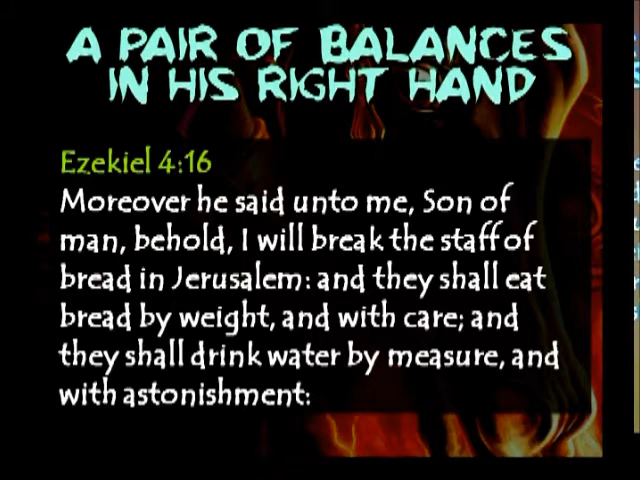 A PAIR OF BALANCES
IN HIS RIGHT HAND
Ezekiel 4:16
Moreover he said unto me, Son of
man, behold, I will break the staff of
bread in Jerusalem: and they shall eat
bread by weight, and with care; and
they shall drink water by measure, and
with astonishment: